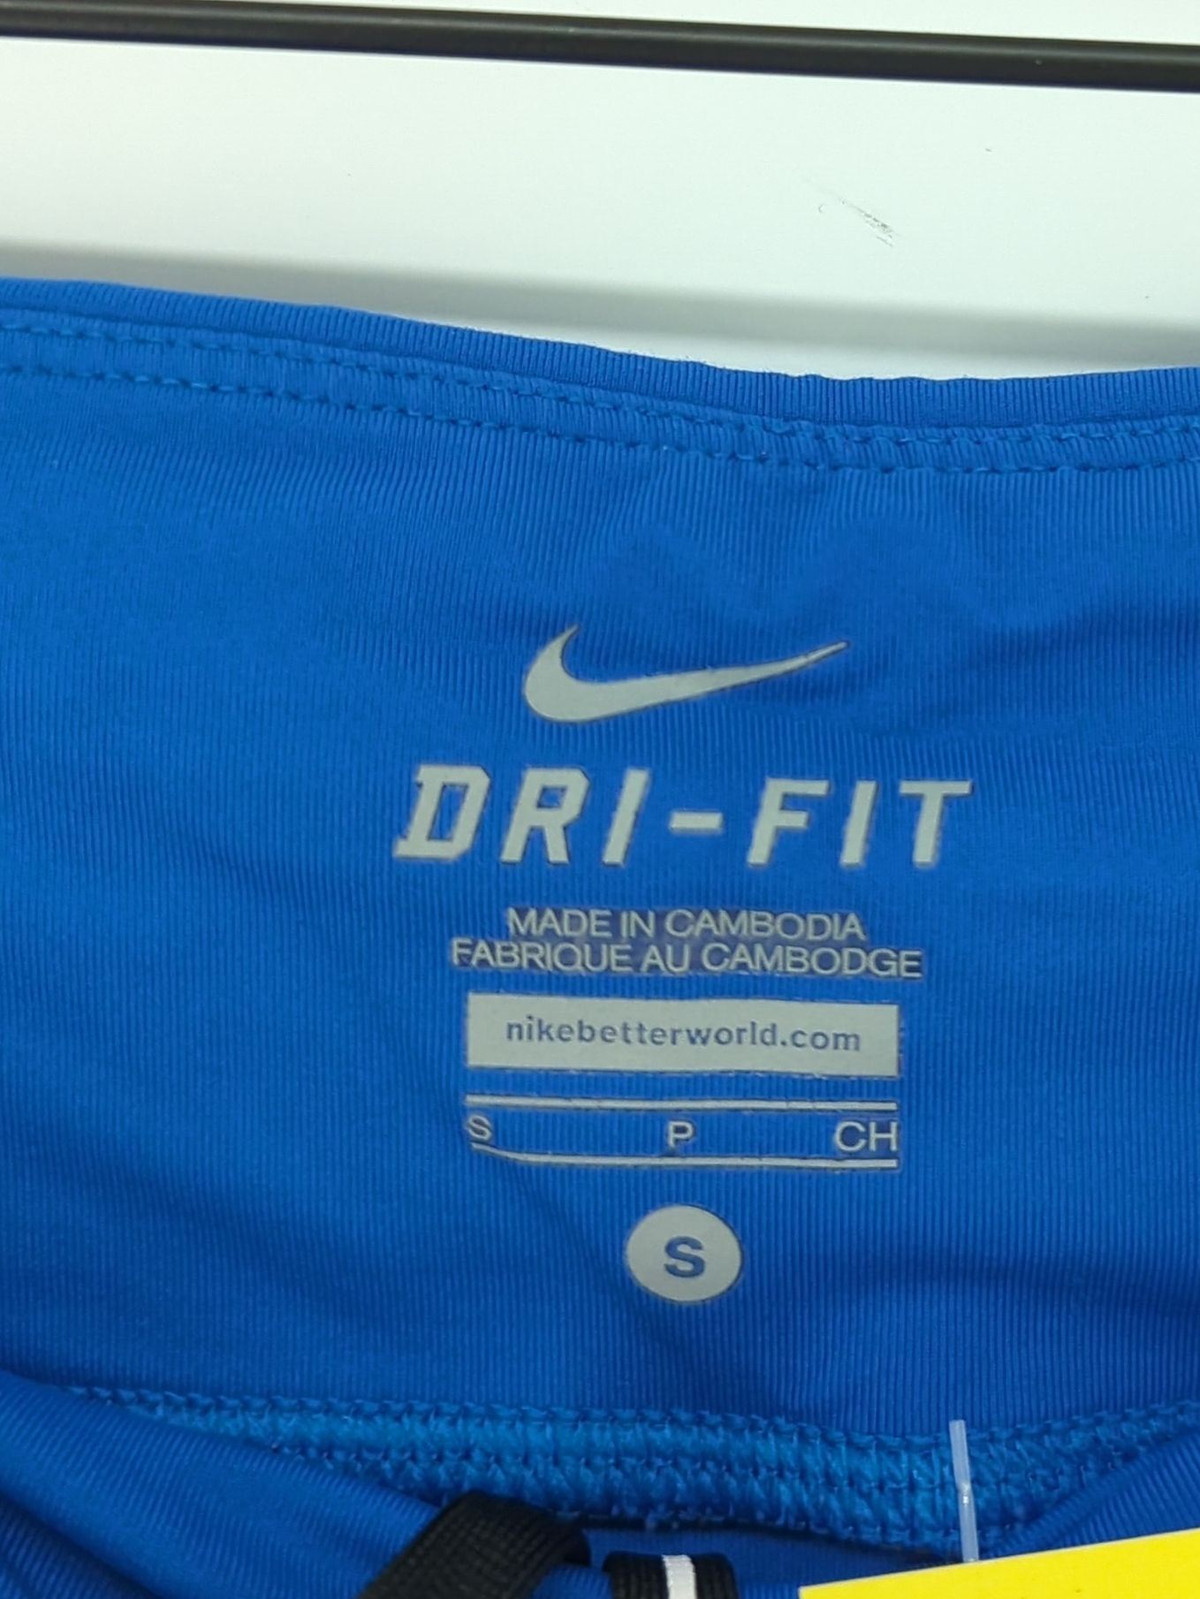 DRI-FIT
MADE IN CAMBODIA
FABRIQUE AU CAMBODGE
nikebetterworld.com
S P CH
S